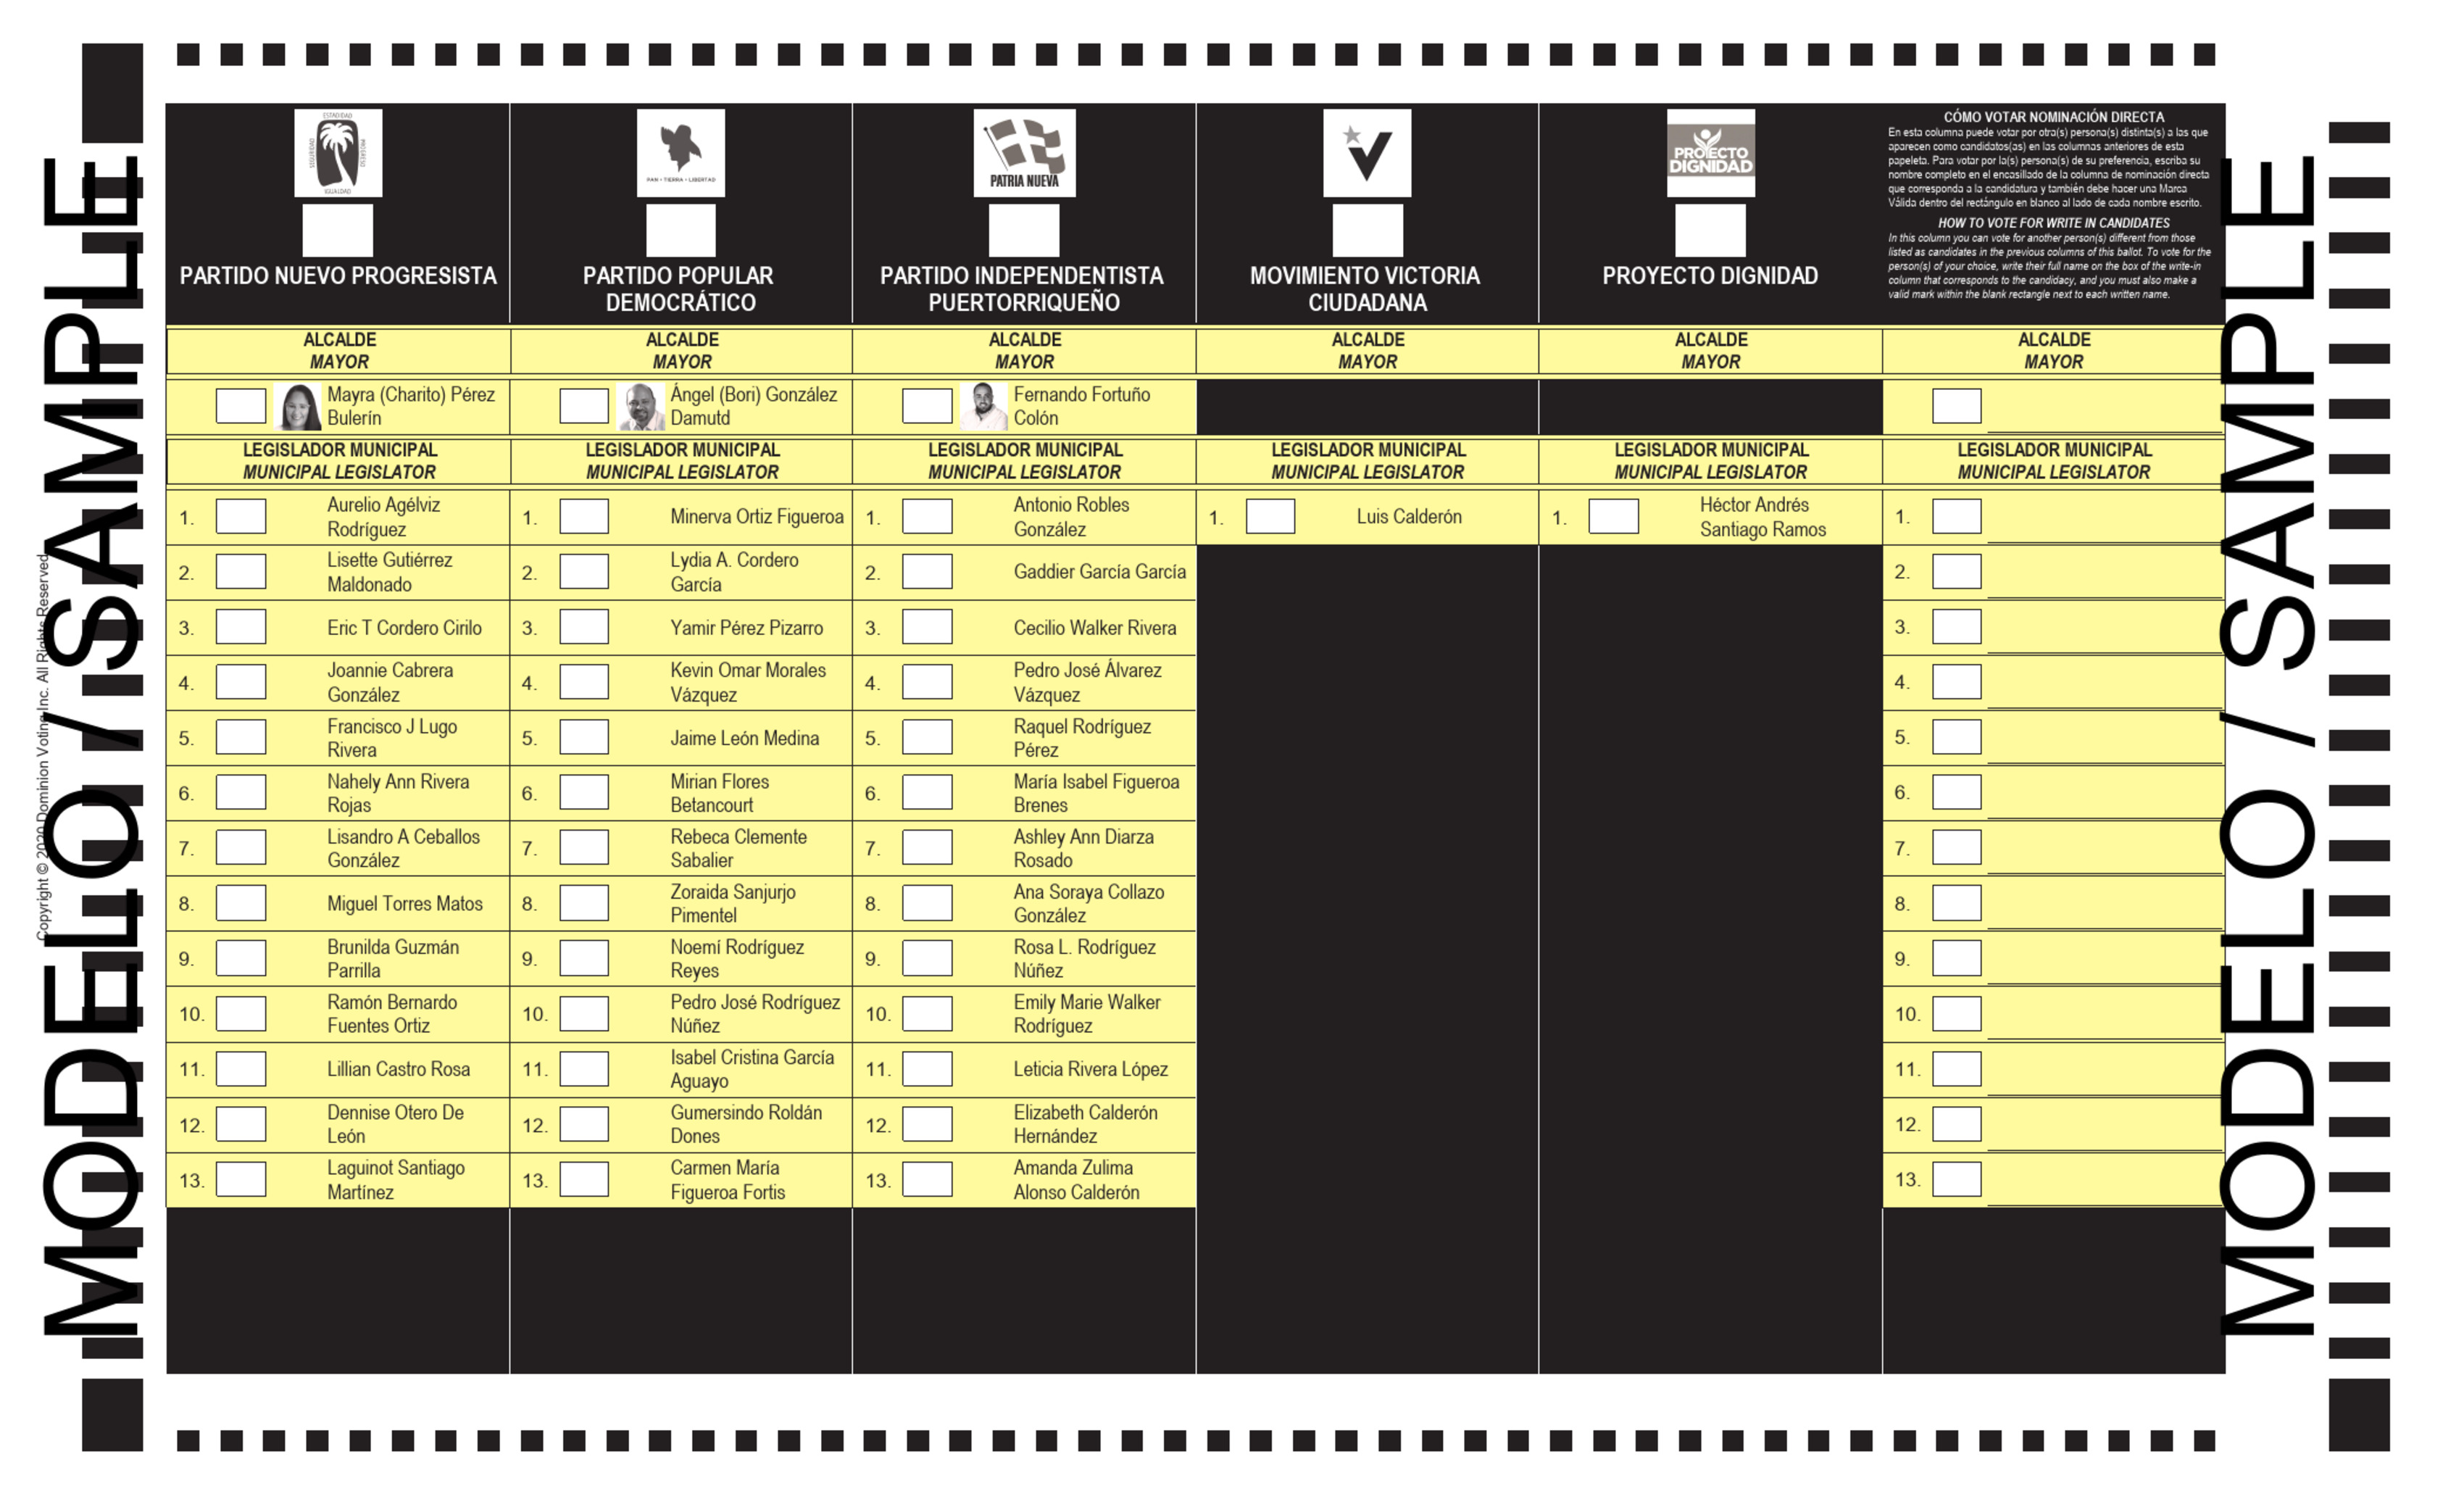 MODELO / SAMPLE
Copyright © 2020 Dominion Voting Inc. All Rights Reserved
ESTADIDAD
SEGURIDAD
PROGRESO
IGUALDAD
PARTIDO NUEVO PROGRESISTA
PAN • TIERRA • LIBERTAD
PARTIDO POPULAR
DEMOCRÁTICO
PATRIA NUEVA
PARTIDO INDEPENDENTISTA
PUERTORRIQUEÑO
MOVIMIENTO VICTORIA
CIUDADANA
PROYECTO
DIGNIDAD
PROYECTO DIGNIDAD
CÓMO VOTAR NOMINACIÓN DIRECTA
En esta columna puede votar por otra(s) persona(s) distinta(s) a las que
aparecen como candidatos(as) en las columnas anteriores de esta
papeleta. Para votar por la(s) persona(s) de su preferencia, escriba su
nombre completo en el encasillado de la columna de nominación directa
que corresponda a la candidatura y también debe hacer una Marca
Válida dentro del rectángulo en blanco al lado de cada nombre escrito.
HOW TO VOTE FOR WRITE IN CANDIDATES
In this column you can vote for another person(s) different from those
listed as candidates in the previous columns of this ballot. To vote for the
person(s) of your choice, write their full name on the box of the write-in
column that corresponds to the candidacy, and you must also make a
valid mark within the blank rectangle next to each written name.
ALCALDE
MAYOR
Mayra (Charito) Pérez
Bulerín
LEGISLADOR MUNICIPAL
MUNICIPAL LEGISLATOR
1. Aurelio Agélviz
Rodríguez
2. Lisette Gutiérrez
Maldonado
3. Eric T Cordero Cirilo
4. Joannie Cabrera
González
5. Francisco J Lugo
Rivera
6. Nahely Ann Rivera
Rojas
7. Lisandro A Ceballos
González
8. Miguel Torres Matos
9. Brunilda Guzmán
Parrilla
10. Ramón Bernardo
Fuentes Ortiz
11. Lillian Castro Rosa
12. Dennise Otero De
León
13. Laguinot Santiago
Martínez
ALCALDE
MAYOR
Ángel (Bori) González
Damutd
LEGISLADOR MUNICIPAL
MUNICIPAL LEGISLATOR
1. Minerva Ortiz Figueroa
2. Lydia A. Cordero
García
3. Yamir Pérez Pizarro
4. Kevin Omar Morales
Vázquez
5. Jaime León Medina
6. Mirian Flores
Betancourt
7. Rebeca Clemente
Sabalier
8. Zoraida Sanjurjo
Pimentel
9. Noemí Rodríguez
Reyes
10. Pedro José Rodríguez
Núñez
11. Isabel Cristina García
Aguayo
12. Gumersindo Roldán
Dones
13. Carmen María
Figueroa Fortis
ALCALDE
MAYOR
Fernando Fortuño
Colón
LEGISLADOR MUNICIPAL
MUNICIPAL LEGISLATOR
1. Antonio Robles
González
2. Gaddier García García
3. Cecilio Walker Rivera
4. Pedro José Álvarez
Vázquez
5. Raquel Rodríguez
Pérez
6. María Isabel Figueroa
Brenes
7. Ashley Ann Diarza
Rosado
8. Ana Soraya Collazo
González
9. Rosa L. Rodríguez
Núñez
10. Emily Marie Walker
Rodríguez
11. Leticia Rivera López
12. Elizabeth Calderón
Hernández
13. Amanda Zulima
Alonso Calderón
ALCALDE
MAYOR
LEGISLADOR MUNICIPAL
MUNICIPAL LEGISLATOR
1. Luis Calderón
ALCALDE
MAYOR
LEGISLADOR MUNICIPAL
MUNICIPAL LEGISLATOR
1. Héctor Andrés
Santiago Ramos
ALCALDE
MAYOR
LEGISLADOR MUNICIPAL
MUNICIPAL LEGISLATOR
1.
2.
3.
4.
5.
6.
7.
8.
9.
10.
11.
12.
13.
MODELO / SAMPLE